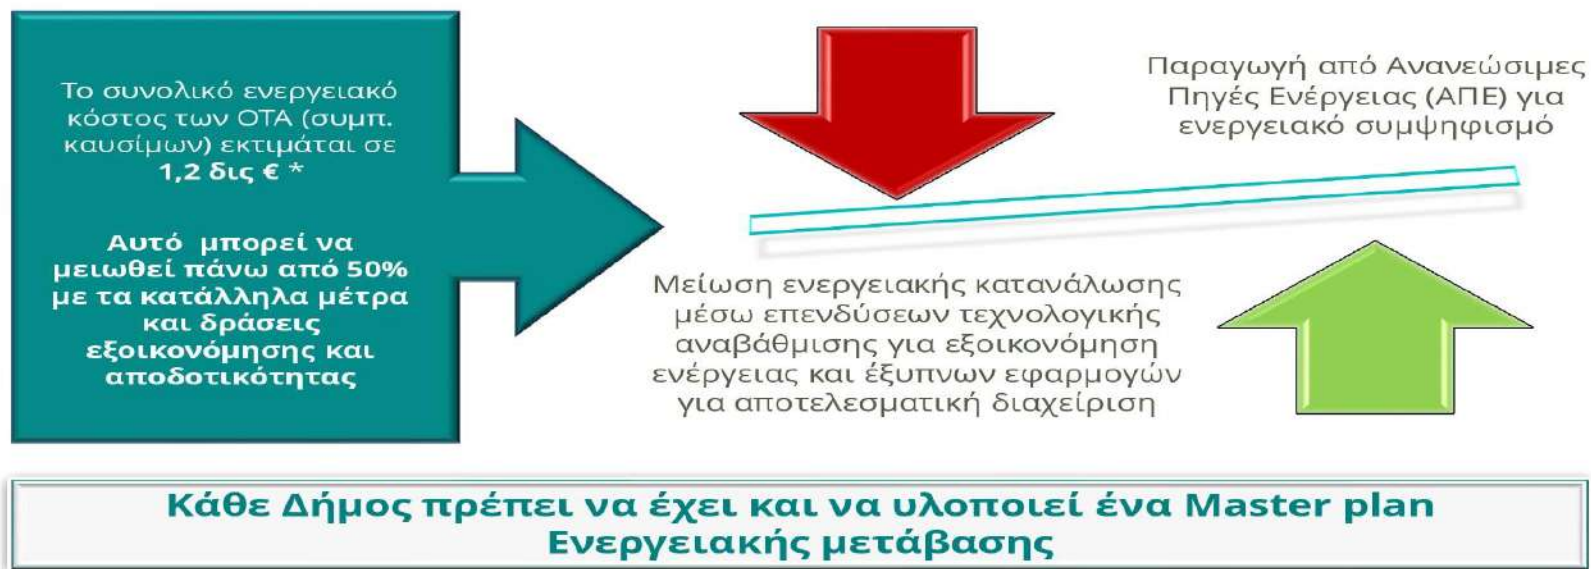 Το συνολικό ενεργειακό
κόστος των ΟΤΑ (συμπ.
καυσίμων) εκτιμάται σε
1,2 δις € *
Αυτό μπορεί να
μειωθεί πάνω από 50%
με τα κατάλληλα μέτρα
και δράσεις
εξοικονόμησης και
αποδοτικότητας
Παραγωγή από Ανανεώσιμες
Πηγές Ενέργειας (ΑΠΕ) για
ενεργειακό συμψηφισμό
Μείωση ενεργειακής κατανάλωσης
μέσω επενδύσεων τεχνολογικής
αναβάθμισης για εξοικονόμηση
ενέργειας και έξυπνων εφαρμογών
για αποτελεσματική διαχείριση
Κάθε Δήμος πρέπει να έχει και να υλοποιεί ένα Master plan
Ενεργειακής μετάβασης